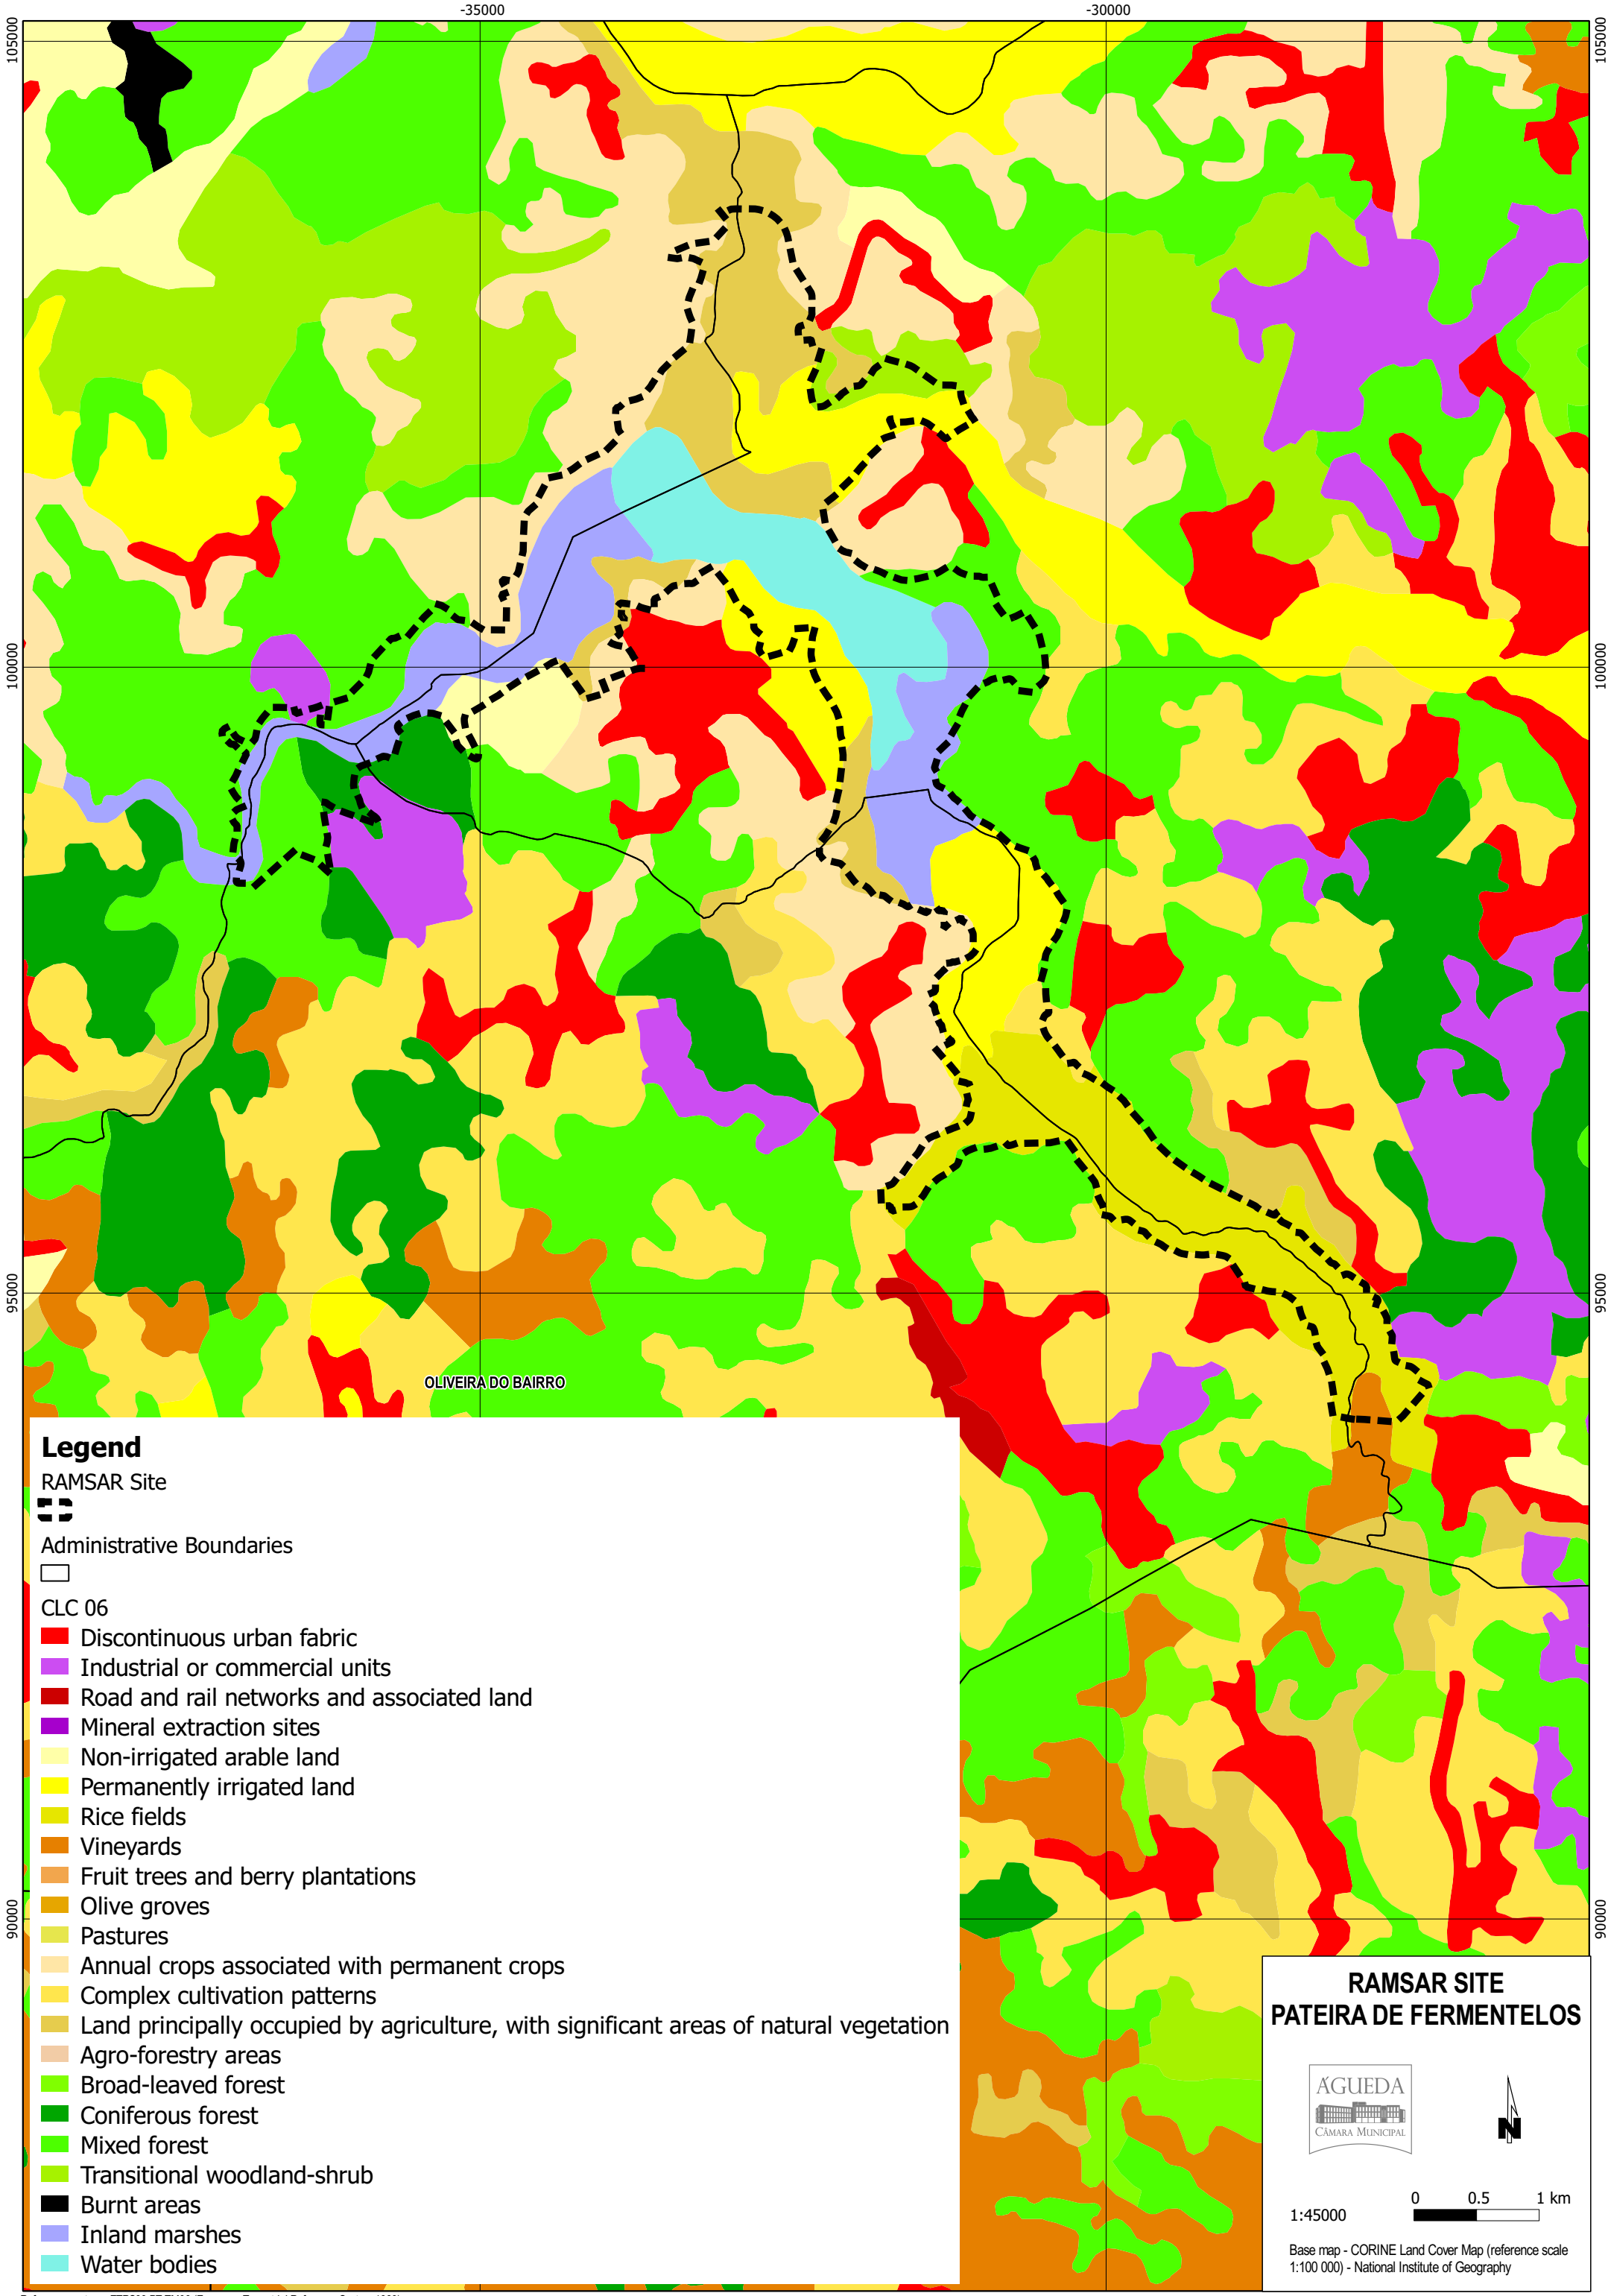 -35000
-30000
105000
105000
100000
100000
95000
95000
90000
90000
OLIVEIRA DO BAIRRO
Legend
RAMSAR Site
Administrative Boundaries
CLC 06
Discontinuous urban fabric
Industrial or commercial units
Road and rail networks and associated land
Mineral extraction sites
Non-irrigated arable land
Permanently irrigated land
Rice fields
Vineyards
Fruit trees and berry plantations
Olive groves
Pastures
Annual crops associated with permanent crops
Complex cultivation patterns
Land principally occupied by agriculture, with significant areas of natural vegetation
Agro-forestry areas
Broad-leaved forest
Coniferous forest
Mixed forest
Transitional woodland-shrub
Burnt areas
Inland marshes
Water bodies
RAMSAR SITE
PATEIRA DE FERMENTELOS
ÁGUEDA
CÂMARA MUNICIPAL
N
1:45000
0 0.5 1 km
Base map - CORINE Land Cover Map (reference scale
1:100 000) - National Institute of Geography